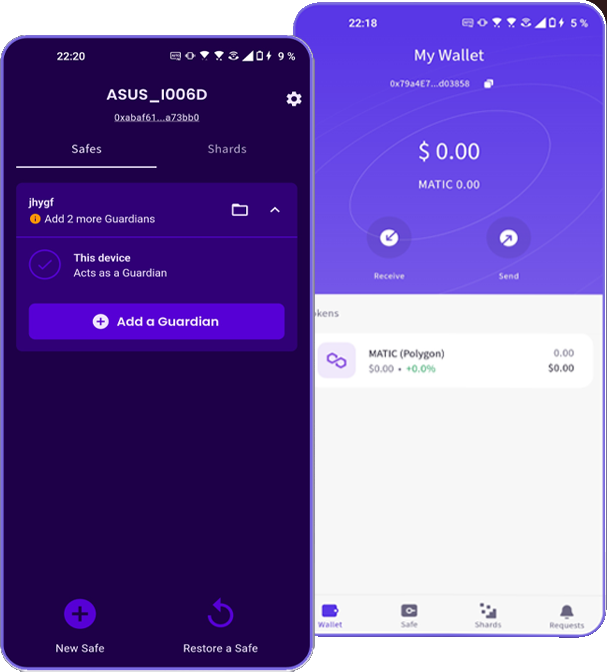 22:20
9 %
ASUS_I006D
0xabaf61...a73bb0
Safes
Shards
jhygf
Add 2 more Guardians
This device
Acts as a Guardian
Add a Guardian
New Safe
Restore a Safe
22:18
5 %
My Wallet
0x79a4E7...d03858
$ 0.00
MATIC 0.00
Receive
Send
okens
MATIC (Polygon)
0.00
$0.00 • +0.0%
$0.00
Wallet
Safe
Shards
Requests